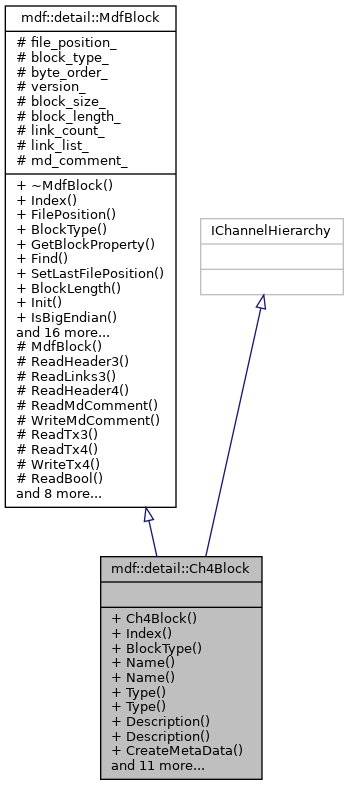 mdf::detail::MdfBlock
# file_position_
# block_type_
# byte_order_
# version_
# block_size_
# block_length_
# link_count_
# link_list_
# md_comment_
+ ~MdfBlock()
+ Index()
+ FilePosition()
+ BlockType()
+ GetBlockProperty()
+ Find()
+ SetLastFilePosition()
+ BlockLength()
+ Init()
+ IsBigEndian()
and 16 more...
# MdfBlock()
# ReadHeader3()
# ReadLinks3()
# ReadHeader4()
# ReadMdComment()
# WriteMdComment()
# ReadTx3()
# ReadTx4()
# WriteTx4()
# ReadBool()
and 8 more...
IChannelHierarchy
mdf::detail::Ch4Block
+ Ch4Block()
+ Index()
+ BlockType()
+ Name()
+ Name()
+ Type()
+ Type()
+ Description()
+ Description()
+ CreateMetaData()
and 11 more...